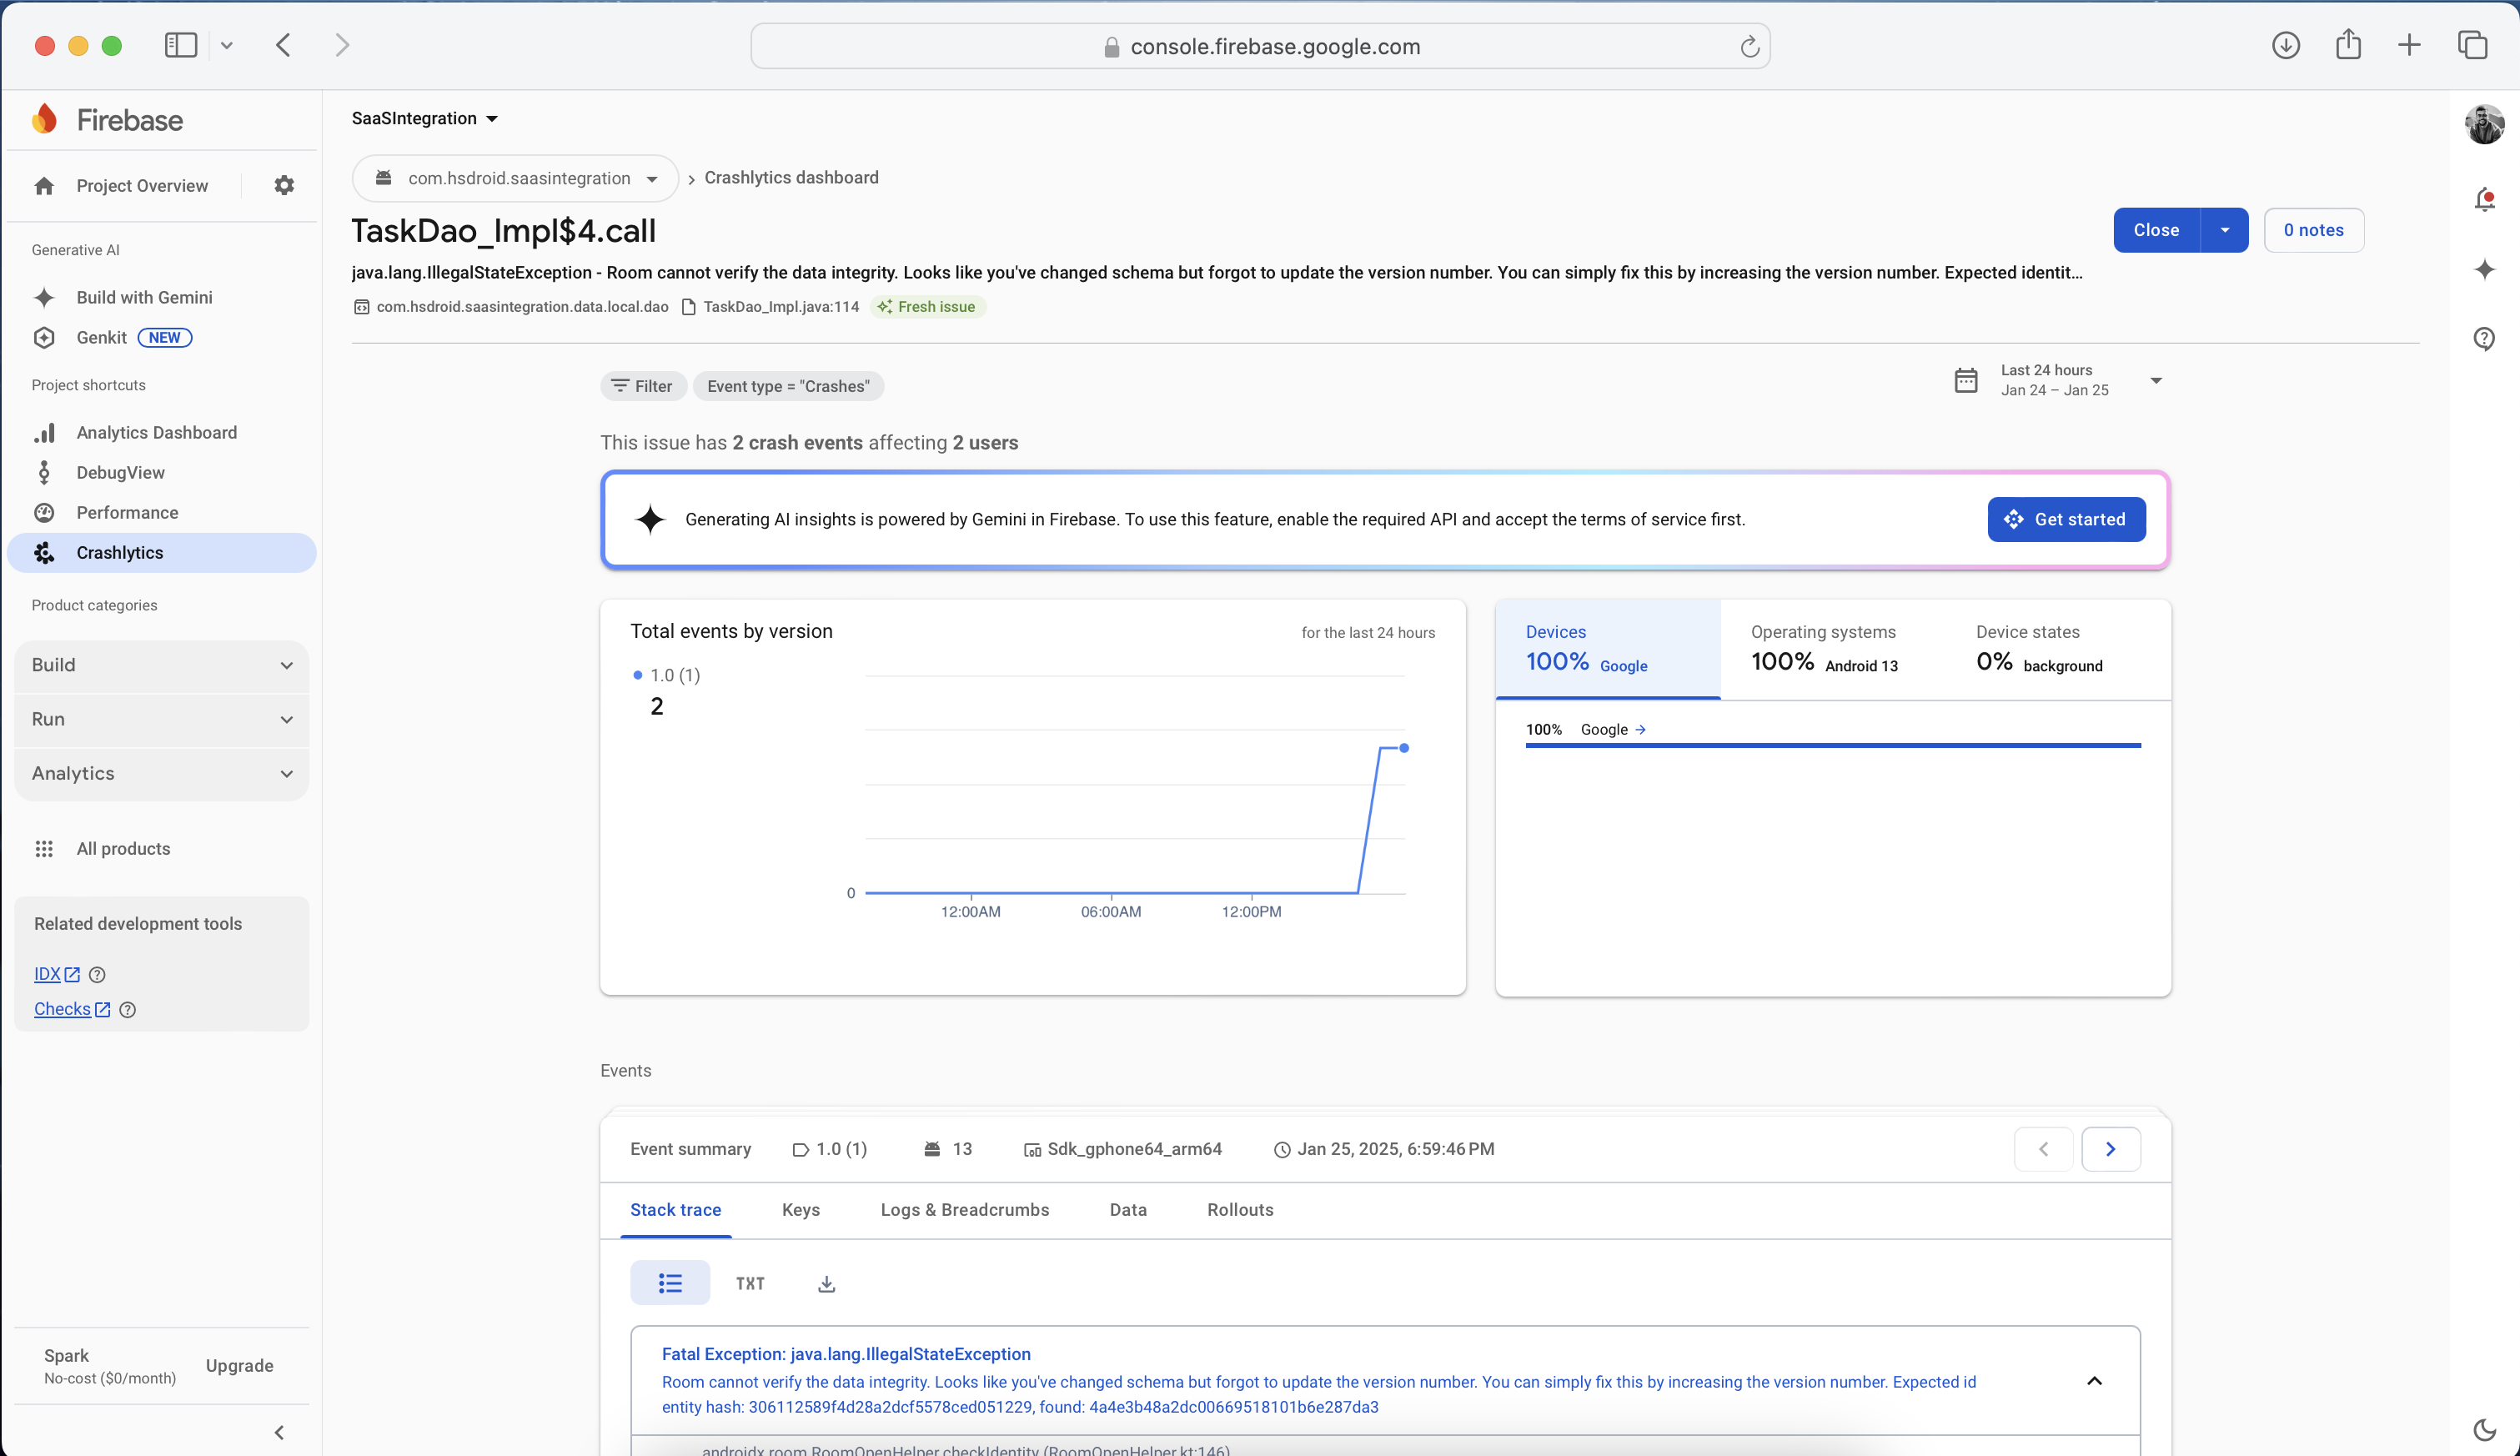 console.firebase.google.com
Firebase
Project Overview
Generative AI
Build with Gemini
Genkit NEW
Project shortcuts
Analytics Dashboard
DebugView
Performance
Crashlytics
Product categories
Build
Run
Analytics
All products
Related development tools
IDX
Checks
Spark
No-cost ($0/month)
Upgrade
SaaSIntegration
com.hsdroid.saasintegration
Crashlytics dashboard
TaskDao_Impl$4.call
Close
0 notes
java.lang.IllegalStateException - Room cannot verify the data integrity. Looks like you've changed schema but forgot to update the version number. You can simply fix this by increasing the version number. Expected identit...
com.hsdroid.saasintegration.data.local.dao TaskDao_Impl.java:114 Fresh issue
Filter
Event type = "Crashes"
Last 24 hours
Jan 24 – Jan 25
This issue has 2 crash events affecting 2 users
Generating AI insights is powered by Gemini in Firebase. To use this feature, enable the required API and accept the terms of service first.
Get started
Total events by version
for the last 24 hours
1.0 (1)
2
0
12:00AM 06:00AM 12:00PM
Devices
100% Google
Operating systems
100% Android 13
Device states
0% background
100% Google
Events
Event summary 1.0 (1) 13 Sdk_gphone64_arm64 Jan 25, 2025, 6:59:46 PM
Stack trace Keys Logs & Breadcrumbs Data Rollouts
TXT
Fatal Exception: java.lang.IllegalStateException
Room cannot verify the data integrity. Looks like you've changed schema but forgot to update the version number. You can simply fix this by increasing the version number. Expected id
entity hash: 306112589f4d28a2dcf5578ced051229, found: 4a4e3b48a2dc00669518101b6e287da3
androidx.room.RoomOpenHelper.checkIdentity (RoomOpenHelper.kt:146)